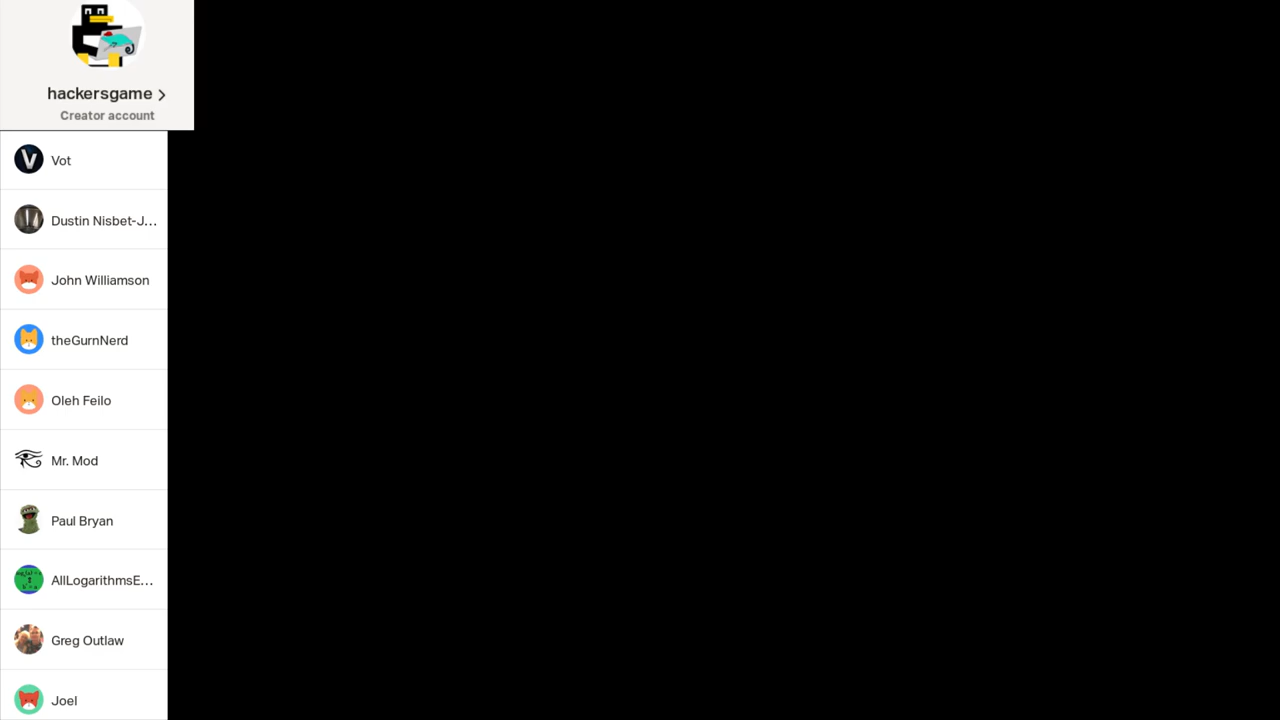 hackersgame
Creator account
Vot
Dustin Nisbet-J...
John Williamson
theGurnNerd
Oleh Feilo
Mr. Mod
Paul Bryan
AllLogarithmsE...
Greg Outlaw
Joel